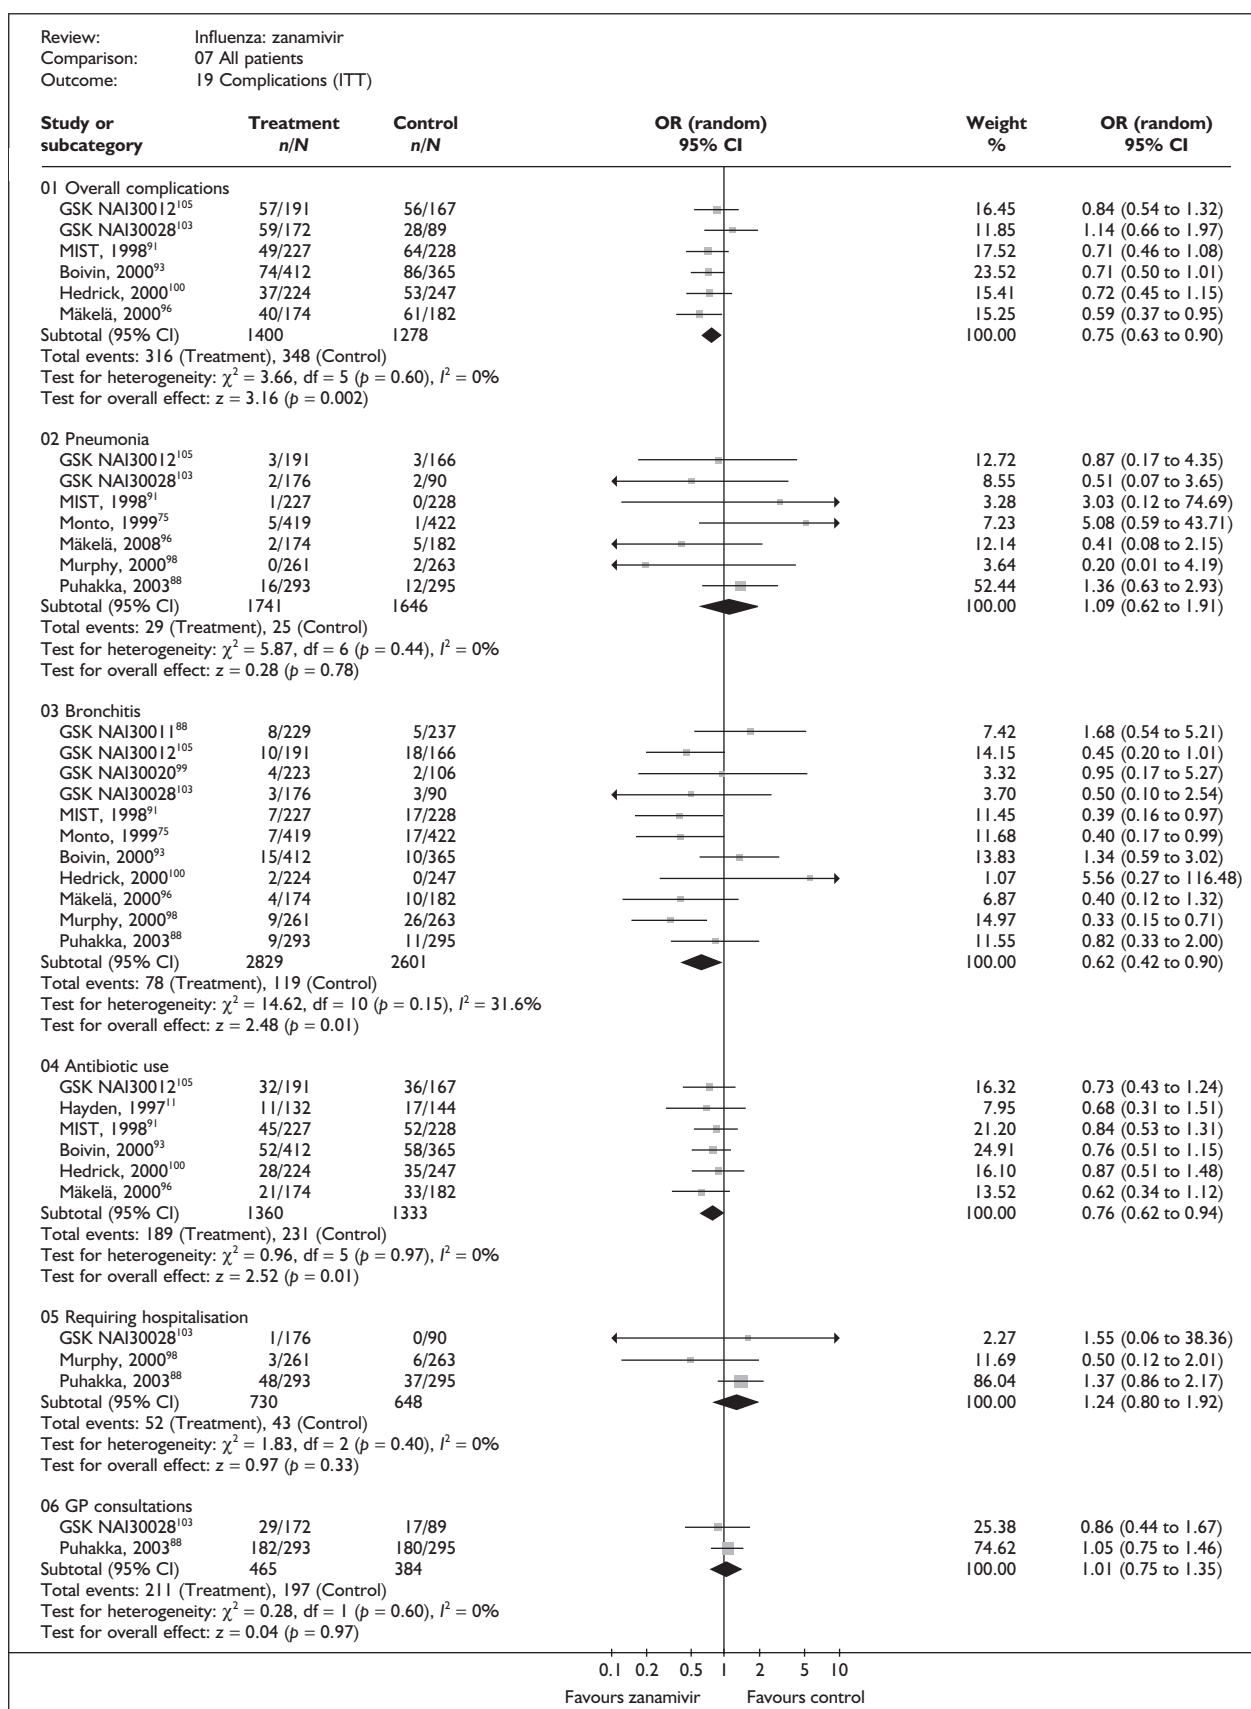 Review: Influenza: zanamivir
Comparison: 07 All patients
Outcome: 19 Complications (ITT)
Study or Treatment Control OR (random) Weight OR (random)
subcategory n/N n/N 95% CI % 95% CI
01 Overall complications
GSK NAI30012¹⁰⁵ 57/191 56/167 16.45 0.84 (0.54 to 1.32)
GSK NAI30028¹⁰³ 59/172 28/89 11.85 1.14 (0.66 to 1.97)
MIST, 1998⁹¹ 49/227 64/228 17.52 0.71 (0.46 to 1.08)
Boivin, 2000⁹³ 74/412 86/365 23.52 0.71 (0.50 to 1.01)
Hedrick, 2000¹⁰⁰ 37/224 53/247 15.41 0.72 (0.45 to 1.15)
Mäkelä, 2000⁹⁶ 40/174 61/182 15.25 0.59 (0.37 to 0.95)
Subtotal (95% CI) 1400 1278 100.00 0.75 (0.63 to 0.90)
Total events: 316 (Treatment), 348 (Control)
Test for heterogeneity: χ² = 3.66, df = 5 (p = 0.60), I² = 0%
Test for overall effect: z = 3.16 (p = 0.002)
02 Pneumonia
GSK NAI30012¹⁰⁵ 3/191 3/166 12.72 0.87 (0.17 to 4.35)
GSK NAI30028¹⁰³ 2/176 2/90 8.55 0.51 (0.07 to 3.65)
MIST, 1998⁹¹ 1/227 0/228 3.28 3.03 (0.12 to 74.69)
Monto, 1999⁷⁵ 5/419 1/422 7.23 5.08 (0.59 to 43.71)
Mäkelä, 2008⁹⁶ 2/174 5/182 12.14 0.41 (0.08 to 2.15)
Murphy, 2000⁹⁸ 0/261 2/263 3.64 0.20 (0.01 to 4.19)
Puhakka, 2003⁸⁸ 16/293 12/295 52.44 1.36 (0.63 to 2.93)
Subtotal (95% CI) 1741 1646 100.00 1.09 (0.62 to 1.91)
Total events: 29 (Treatment), 25 (Control)
Test for heterogeneity: χ² = 5.87, df = 6 (p = 0.44), I² = 0%
Test for overall effect: z = 0.28 (p = 0.78)
03 Bronchitis
GSK NAI30011⁸⁸ 8/229 5/237 7.42 1.68 (0.54 to 5.21)
GSK NAI30012¹⁰⁵ 10/191 18/166 14.15 0.45 (0.20 to 1.01)
GSK NAI30020⁹⁹ 4/223 2/106 3.32 0.95 (0.17 to 5.27)
GSK NAI30028¹⁰³ 3/176 3/90 3.70 0.50 (0.10 to 2.54)
MIST, 1998⁹¹ 7/227 17/228 11.45 0.39 (0.16 to 0.97)
Monto, 1999⁷⁵ 7/419 17/422 11.68 0.40 (0.17 to 0.99)
Boivin, 2000⁹³ 15/412 10/365 13.83 1.34 (0.59 to 3.02)
Hedrick, 2000¹⁰⁰ 2/224 0/247 1.07 5.56 (0.27 to 116.48)
Mäkelä, 2000⁹⁶ 4/174 10/182 6.87 0.40 (0.12 to 1.32)
Murphy, 2000⁹⁸ 9/261 26/263 14.97 0.33 (0.15 to 0.71)
Puhakka, 2003⁸⁸ 9/293 11/295 11.55 0.82 (0.33 to 2.00)
Subtotal (95% CI) 2829 2601 100.00 0.62 (0.42 to 0.90)
Total events: 78 (Treatment), 119 (Control)
Test for heterogeneity: χ² = 14.62, df = 10 (p = 0.15), I² = 31.6%
Test for overall effect: z = 2.48 (p = 0.01)
04 Antibiotic use
GSK NAI30012¹⁰⁵ 32/191 36/167 16.32 0.73 (0.43 to 1.24)
Hayden, 1997¹¹ 11/132 17/144 7.95 0.68 (0.31 to 1.51)
MIST, 1998⁹¹ 45/227 52/228 21.20 0.84 (0.53 to 1.31)
Boivin, 2000⁹³ 52/412 58/365 24.91 0.76 (0.51 to 1.15)
Hedrick, 2000¹⁰⁰ 28/224 35/247 16.10 0.87 (0.51 to 1.48)
Mäkelä, 2000⁹⁶ 21/174 33/182 13.52 0.62 (0.34 to 1.12)
Subtotal (95% CI) 1360 1333 100.00 0.76 (0.62 to 0.94)
Total events: 189 (Treatment), 231 (Control)
Test for heterogeneity: χ² = 0.96, df = 5 (p = 0.97), I² = 0%
Test for overall effect: z = 2.52 (p = 0.01)
05 Requiring hospitalisation
GSK NAI30028¹⁰³ 1/176 0/90 2.27 1.55 (0.06 to 38.36)
Murphy, 2000⁹⁸ 3/261 6/263 11.69 0.50 (0.12 to 2.01)
Puhakka, 2003⁸⁸ 48/293 37/295 86.04 1.37 (0.86 to 2.17)
Subtotal (95% CI) 730 648 100.00 1.24 (0.80 to 1.92)
Total events: 52 (Treatment), 43 (Control)
Test for heterogeneity: χ² = 1.83, df = 2 (p = 0.40), I² = 0%
Test for overall effect: z = 0.97 (p = 0.33)
06 GP consultations
GSK NAI30028¹⁰³ 29/172 17/89 25.38 0.86 (0.44 to 1.67)
Puhakka, 2003⁸⁸ 182/293 180/295 74.62 1.05 (0.75 to 1.46)
Subtotal (95% CI) 465 384 100.00 1.01 (0.75 to 1.35)
Total events: 211 (Treatment), 197 (Control)
Test for heterogeneity: χ² = 0.28, df = 1 (p = 0.60), I² = 0%
Test for overall effect: z = 0.04 (p = 0.97)
0.1 0.2 0.5 1 2 5 10
Favours zanamivir Favours control